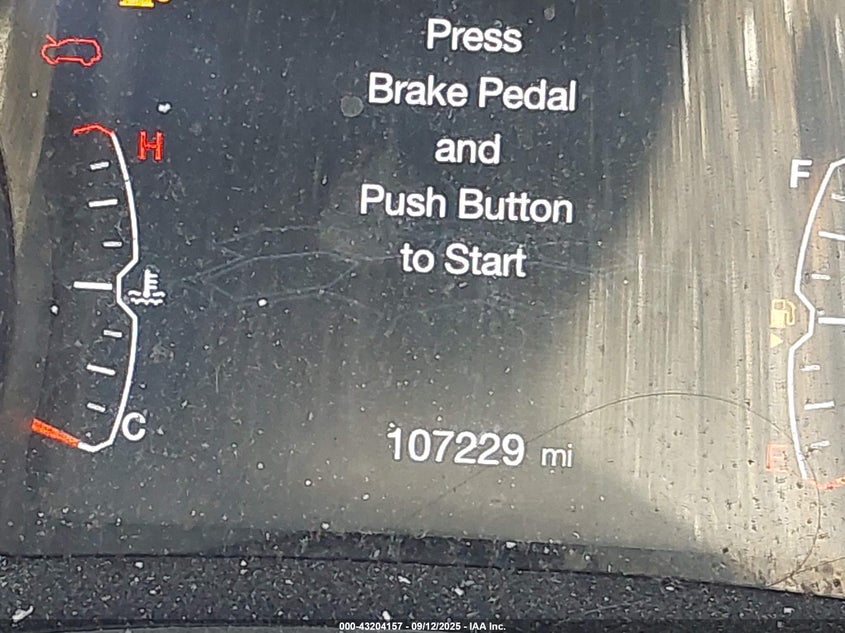 Press
Brake Pedal
and
Push Button
to Start
H
F
C
E
107229 mi
000-43204157 - 09/12/2025 - IAA Inc.